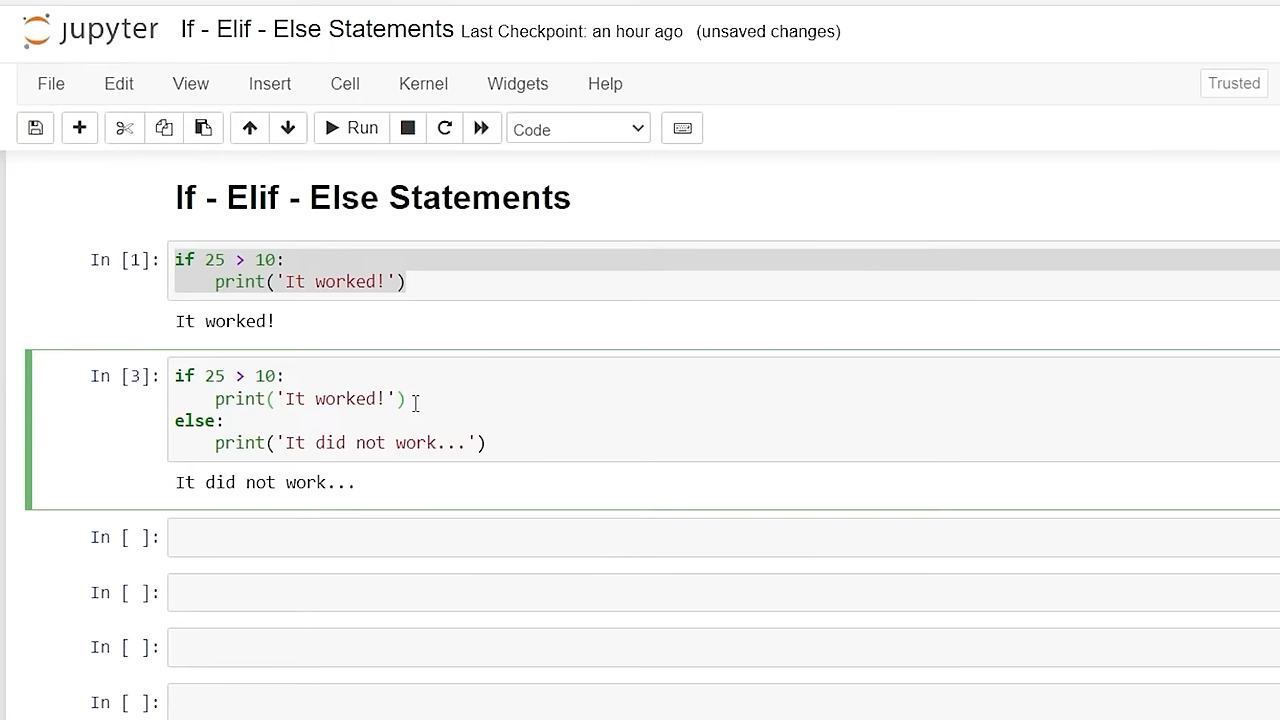 jupyter If - Elif - Else Statements Last Checkpoint: an hour ago (unsaved changes)
File Edit View Insert Cell Kernel Widgets Help Trusted
Run Code
If - Elif - Else Statements
In [1]: if 25 > 10:
print('It worked!')
It worked!
In [3]: if 25 > 10:
print('It worked!')
else:
print('It did not work...')
It did not work...
In [ ]:
In [ ]:
In [ ]:
In [ ]: